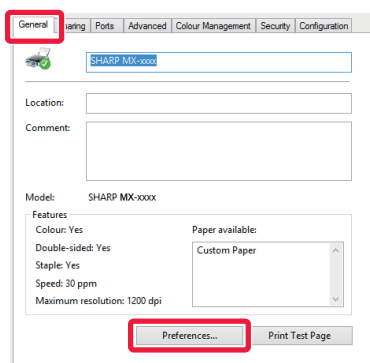 General Sharing Ports Advanced Colour Management Security Configuration
SHARP MX-xxxx
Location:
Comment:
Model: SHARP MX-xxxx
Features
Colour: Yes Paper available:
Double-sided: Yes Custom Paper
Staple: Yes
Speed: 30 ppm
Maximum resolution: 1200 dpi
Preferences... Print Test Page